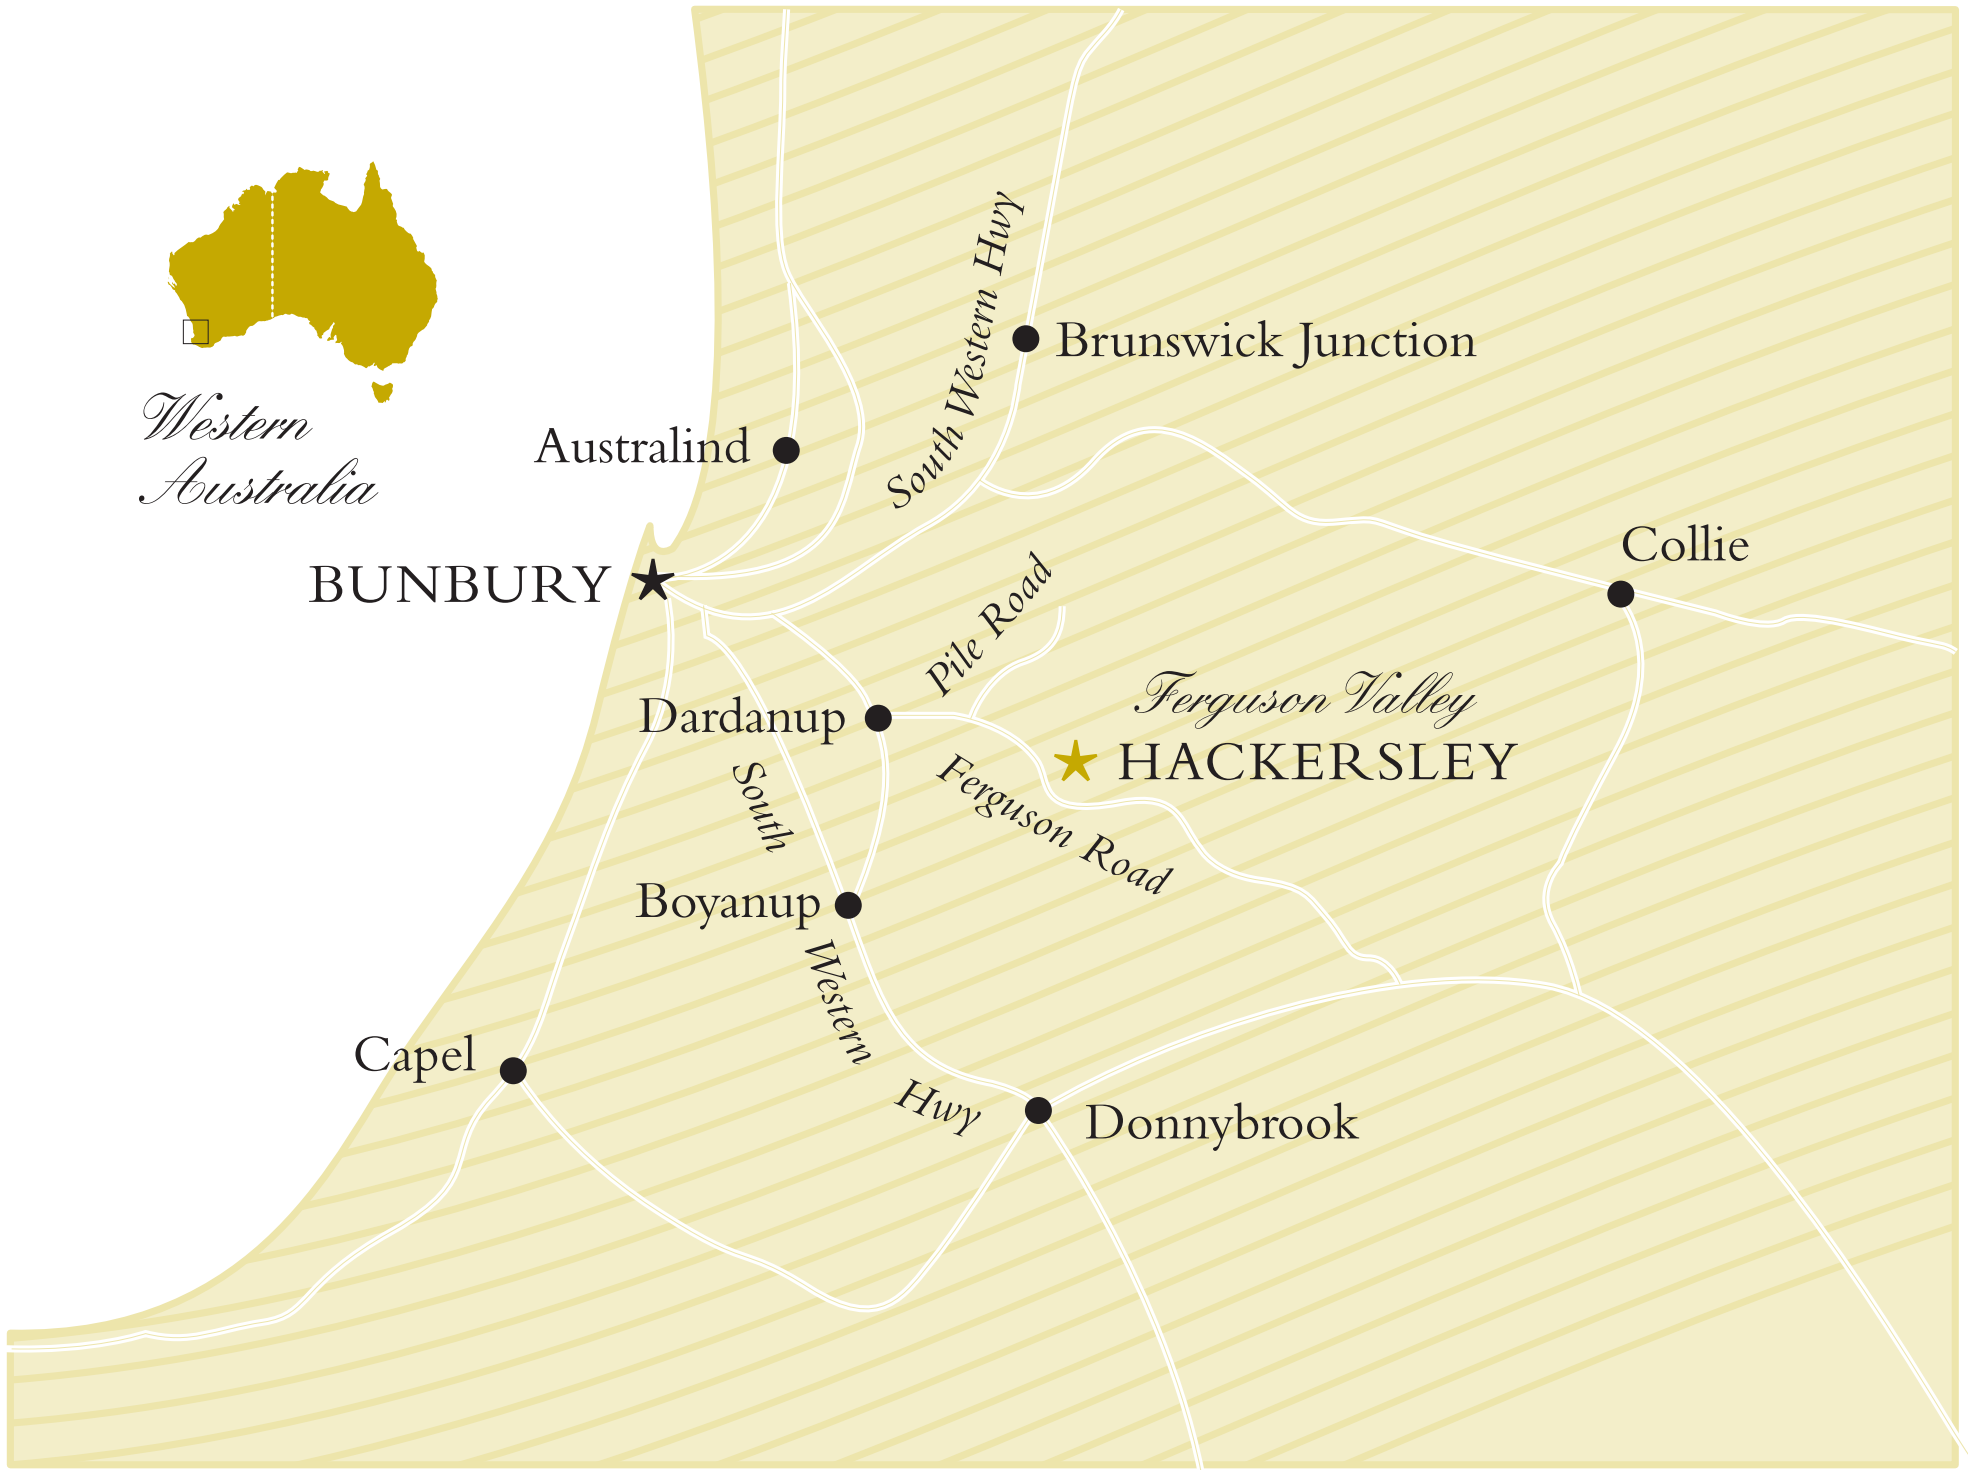 South Western Hwy
Brunswick Junction
Western
Australia
Australind
Collie
BUNBURY
Pile Road
Ferguson Valley
HACKERSLEY
Dardanup
Ferguson Road
South
Boyanup
Western
Capel
Hwy
Donnybrook